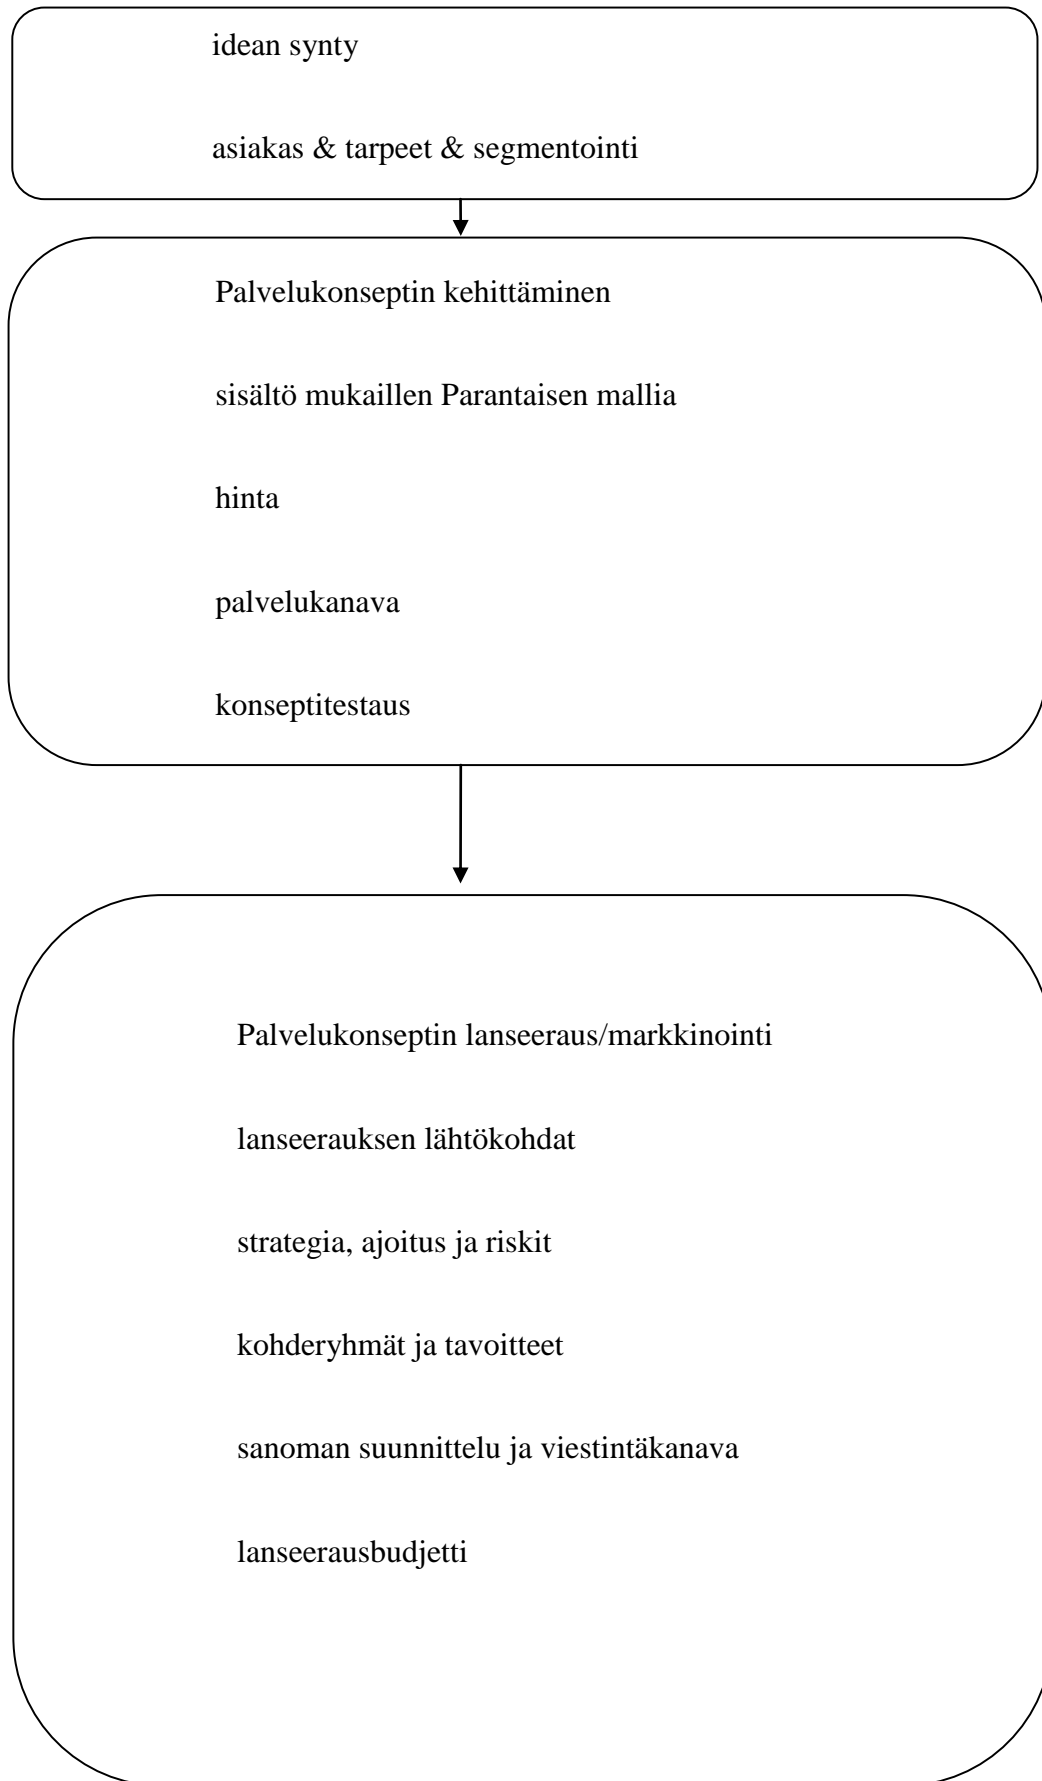 idean synty
asiakas & tarpeet & segmentointi
Palvelukonseptin kehittäminen
sisältö mukaillen Parantaisen mallia
hinta
palvelukanava
konseptitestaus
Palvelukonseptin lanseeraus/markkinointi
lanseerauksen lähtökohdat
strategia, ajoitus ja riskit
kohderyhmät ja tavoitteet
sanoman suunnittelu ja viestintäkanava
lanseerausbudjetti